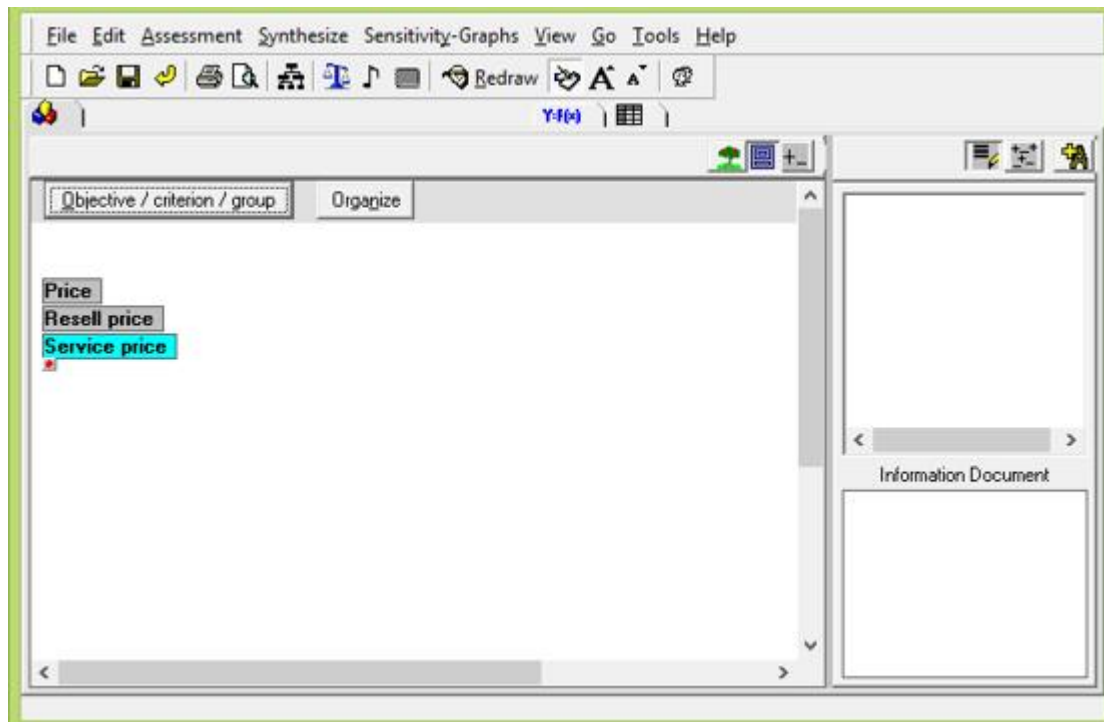 File Edit Assessment Synthesize Sensitivity-Graphs View Go Tools Help
Redraw A A
Y=F(x)
+-
Objective / criterion / group Organize
Price
Resell price
Service price
Information Document